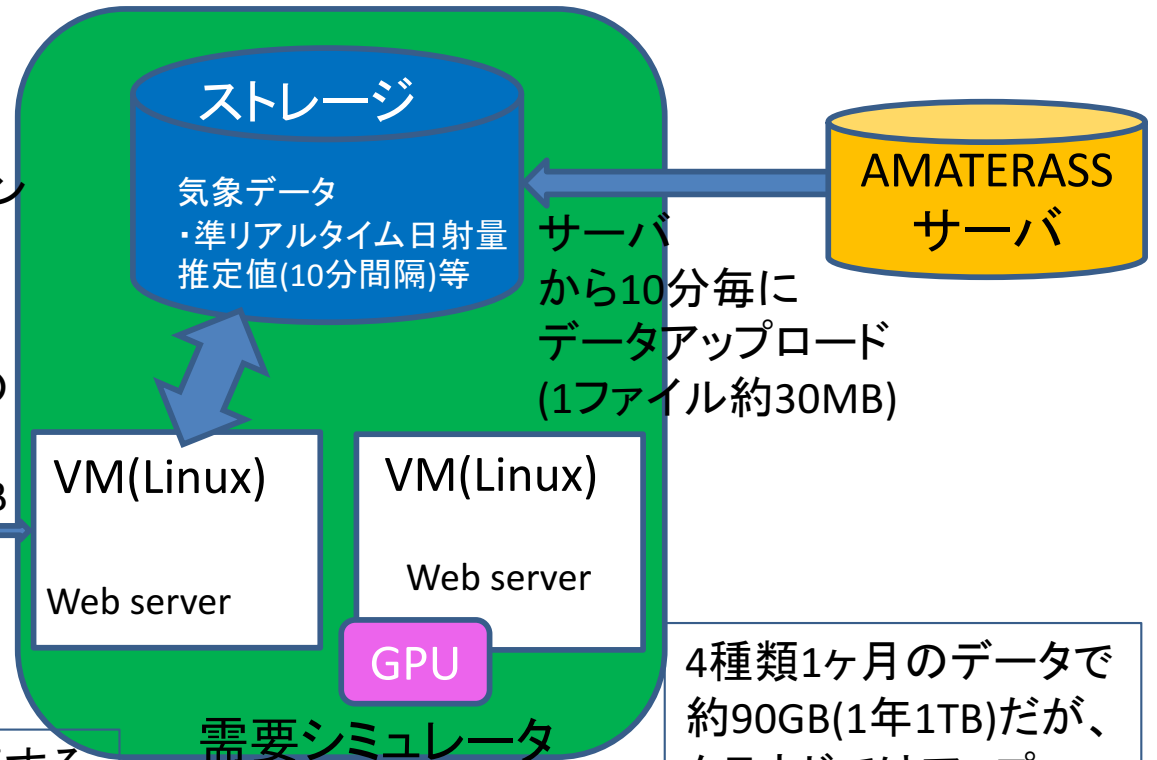 ストレージ
気象データ
・準リアルタイム日射量
推定値(10分間隔)等
AMATERASS
サーバ
サーバ
から10分毎に
データアップロード
(1ファイル約30MB)
ン
の
B
VM(Linux)
Web server
VM(Linux)
Web server
GPU
需要シミュレータ
する
4種類1ヶ月のデータで
約90GB(1年1TB)だが、